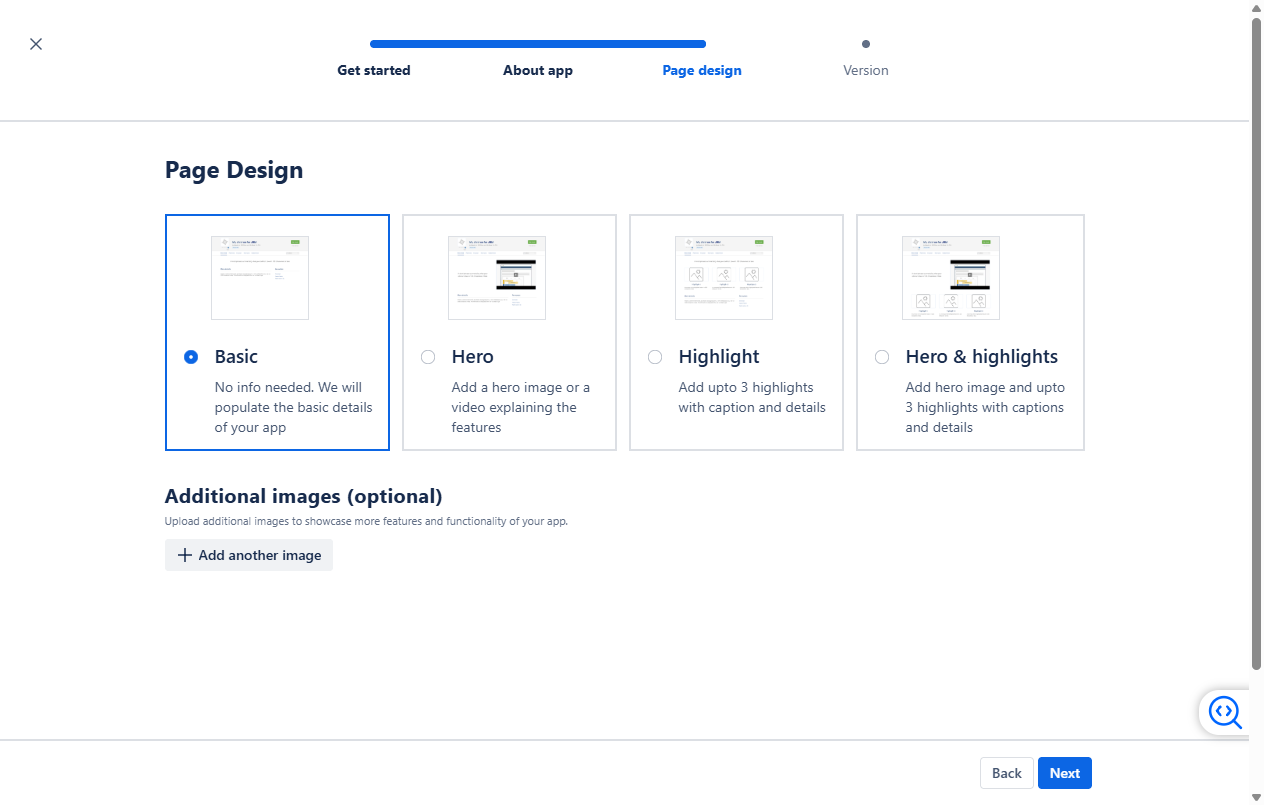 Get started
About app
Page design
Version
Page Design
Basic
No info needed. We will
populate the basic details
of your app
Hero
Add a hero image or a
video explaining the
features
Highlight
Add upto 3 highlights
with caption and details
Hero & highlights
Add hero image and upto
3 highlights with captions
and details
Additional images (optional)
Upload additional images to showcase more features and functionality of your app.
Add another image
Back
Next